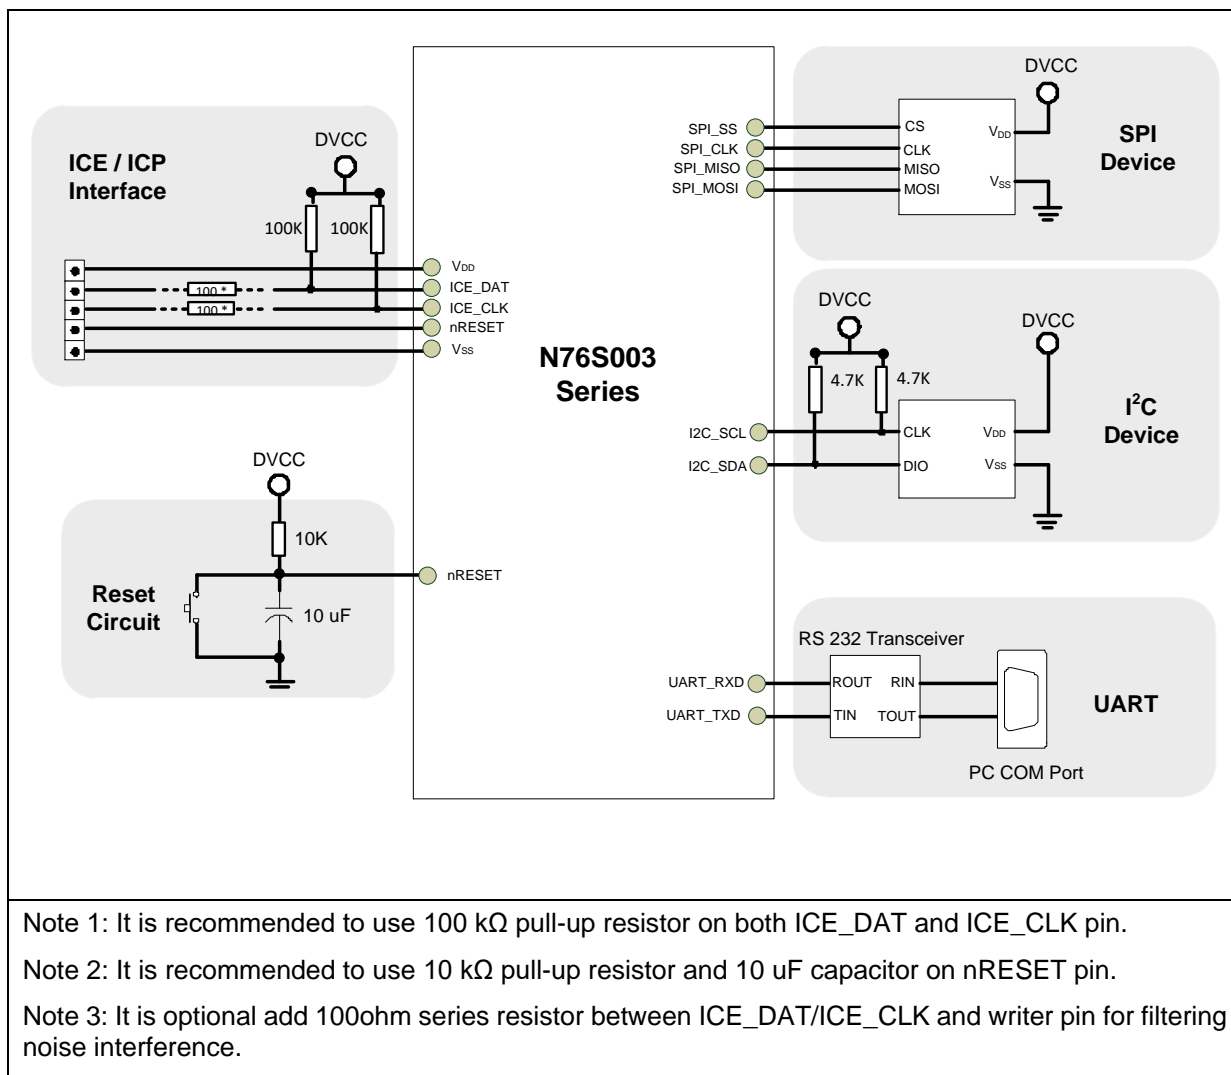 ICE / ICP
Interface
DVCC
100K
100K
100 *
100 *
VDD
ICE_DAT
ICE_CLK
nRESET
VSS
DVCC
10K
10 uF
Reset
Circuit
nRESET
N76S003
Series
SPI_SS
SPI_CLK
SPI_MISO
SPI_MOSI
CS
CLK
MISO
MOSI
VDD
VSS
DVCC
SPI
Device
DVCC
4.7K
4.7K
DVCC
I2C_SCL
I2C_SDA
CLK
DIO
VDD
VSS
I²C
Device
RS 232 Transceiver
UART_RXD
UART_TXD
ROUT
RIN
TIN
TOUT
UART
PC COM Port
Note 1: It is recommended to use 100 kΩ pull-up resistor on both ICE_DAT and ICE_CLK pin.
Note 2: It is recommended to use 10 kΩ pull-up resistor and 10 uF capacitor on nRESET pin.
Note 3: It is optional add 100ohm series resistor between ICE_DAT/ICE_CLK and writer pin for filtering
noise interference.